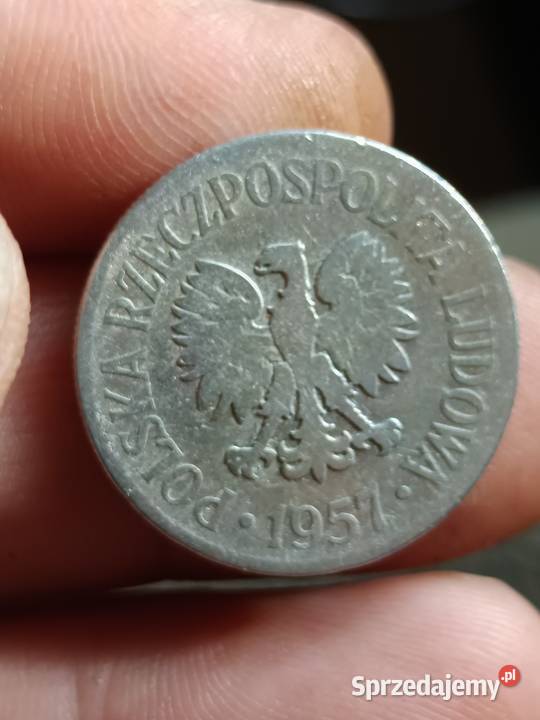 POLSKA RZECZPOSPOLITA LUDOWA
· 1957 ·
Sprzedajemy.pl